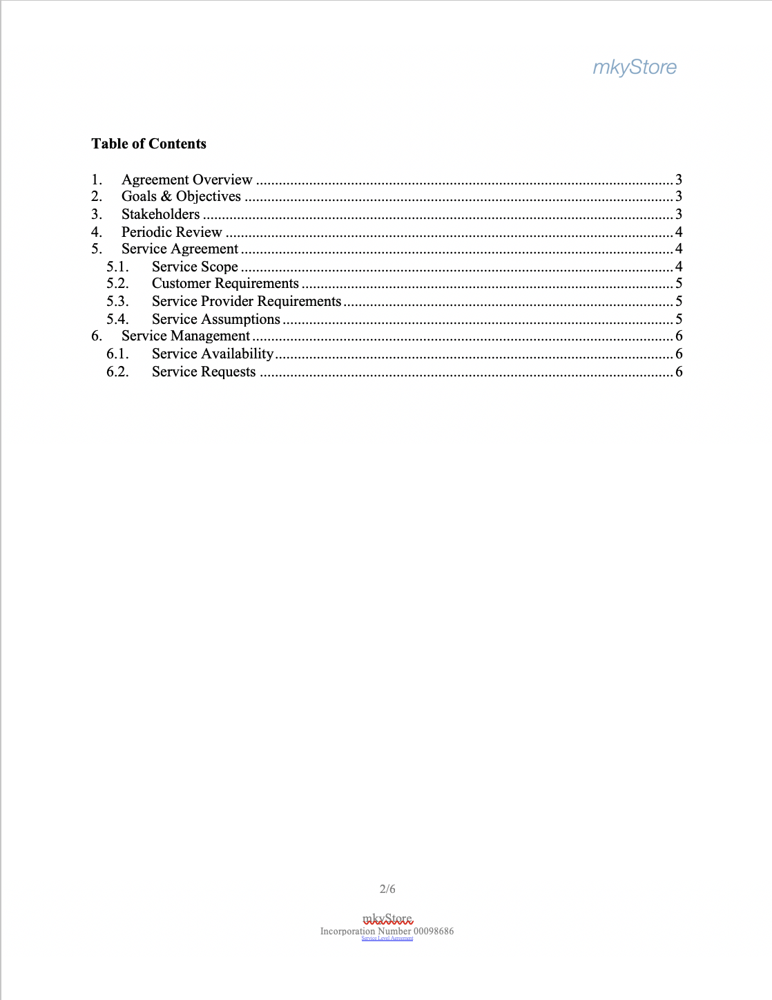 mkyStore
Table of Contents
1. Agreement Overview ........................................ 3
2. Goals & Objectives ........................................ 3
3. Stakeholders ........................................ 3
4. Periodic Review ........................................ 4
5. Service Agreement ........................................ 4
5.1. Service Scope ........................................ 4
5.2. Customer Requirements ........................................ 5
5.3. Service Provider Requirements ........................................ 5
5.4. Service Assumptions ........................................ 5
6. Service Management ........................................ 6
6.1. Service Availability ........................................ 6
6.2. Service Requests ........................................ 6
2/6
mkyStore
Incorporation Number 00098686
Service Level Agreement